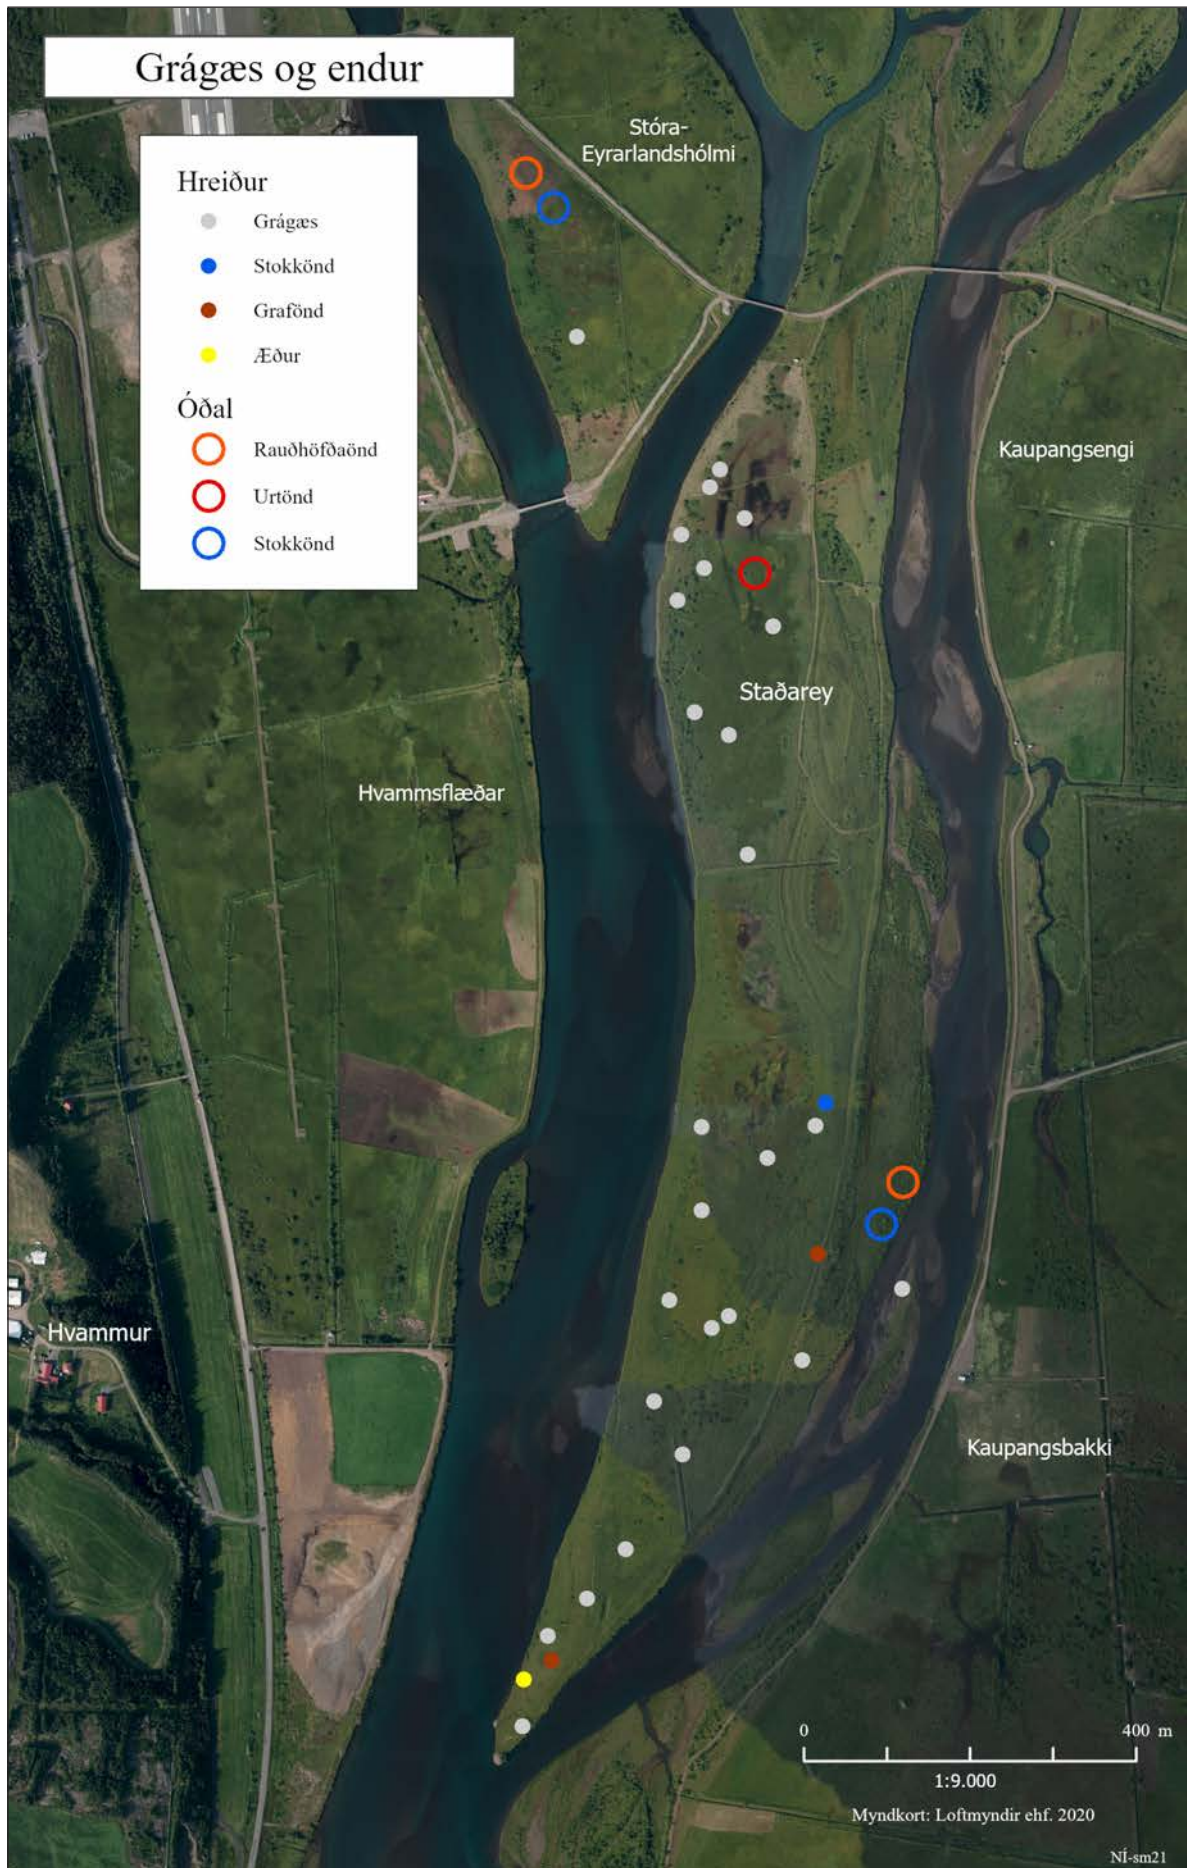 Grágæs og endur
Hreiður
Grágæs
Stokkönd
Grafönd
Æður
Óðal
Rauðhöfðaönd
Urtönd
Stokkönd
Stóra-
Eyrarlandshólmi
Kaupangsengi
Staðarey
Hvammsflæðar
Hvammur
Kaupangsbakki
0 400 m
1:9.000
Myndkort: Loftmyndir ehf. 2020
NÍ-sm21